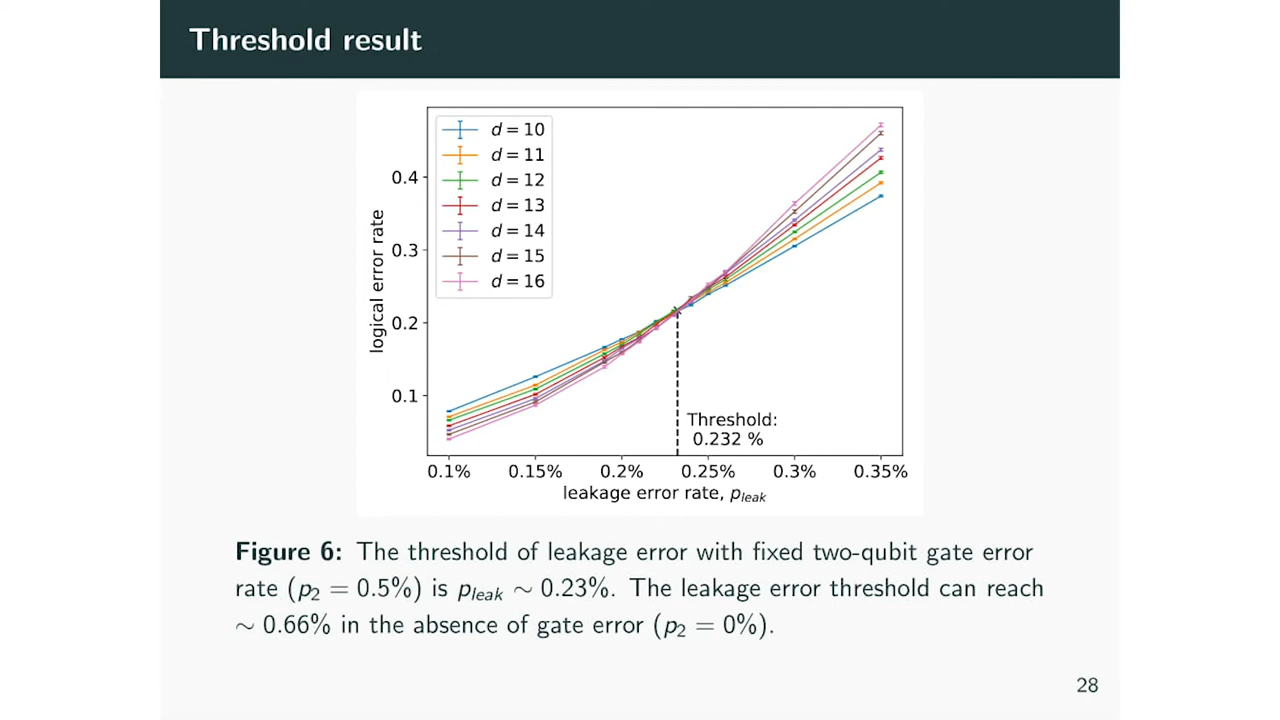 Threshold result
d = 10
d = 11
d = 12
d = 13
d = 14
d = 15
d = 16
logical error rate
0.4
0.3
0.2
0.1
Threshold:
0.232 %
0.1% 0.15% 0.2% 0.25% 0.3% 0.35%
leakage error rate, p_leak
Figure 6: The threshold of leakage error with fixed two-qubit gate error
rate (p₂ = 0.5%) is p_leak ∼ 0.23%. The leakage error threshold can reach
∼ 0.66% in the absence of gate error (p₂ = 0%).
28